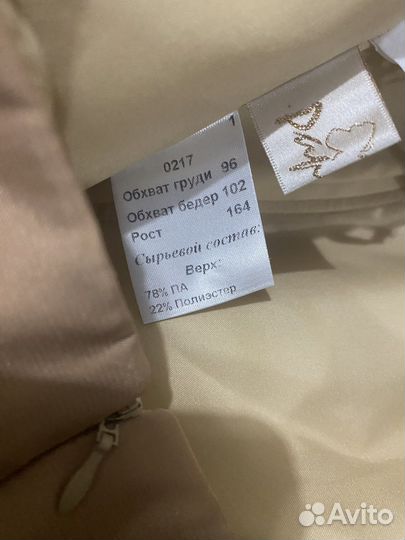 1
0217
Обхват груди 96
Обхват бедер 102
Рост 164
Сырьевой состав:
Верх:
78% ПА
22% Полиэстер
Avito